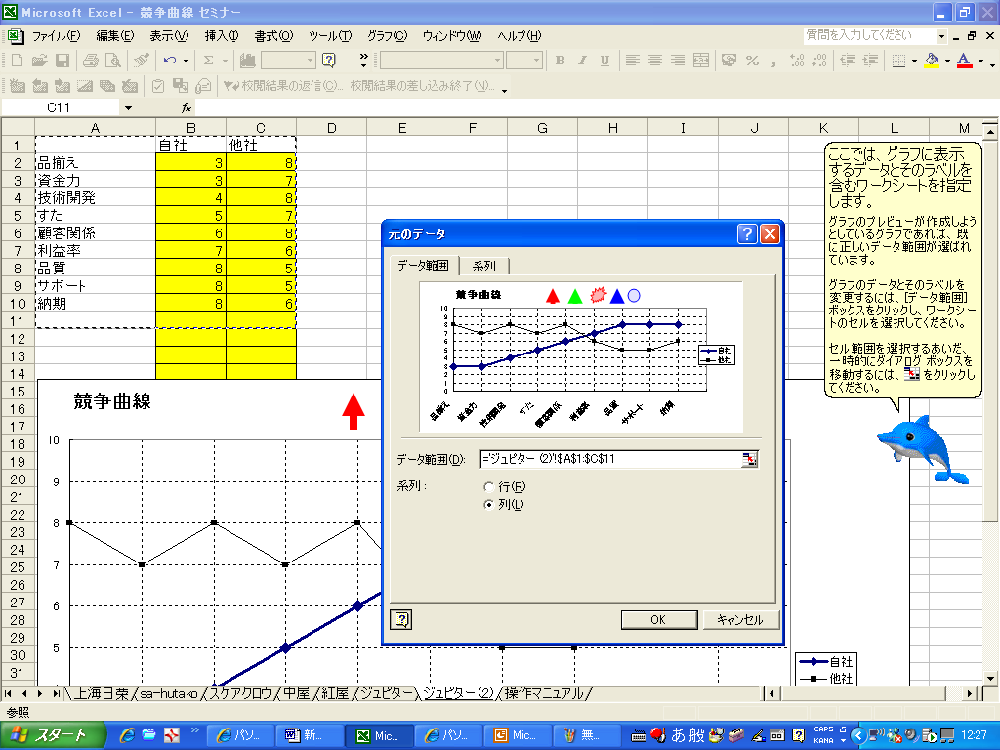 Microsoft Excel - 競争曲線 セミナー
ファイル(F) 編集(E) 表示(V) 挿入(I) 書式(O) ツール(T) グラフ(C) ウィンドウ(W) ヘルプ(H)
質問を入力してください
校閲結果の返信(C)... 校閲結果の差し込み終了(N)...
C11 fx
A B C D E F G H I J K L M
1 自社 他社
2 品揃え 3 8
3 資金力 3 7
4 技術開発 4 8
5 すた 5 7
6 顧客関係 6 8
7 利益率 7 6
8 品質 8 5
9 サポート 8 5
10 納期 8 6
11
12
13
14
15
16
17
18
19
20
21
22
23
24
25
26
27
28
29
30
31
競争曲線
10
9
8
7
6
5
自社
他社
元のデータ
データ範囲 系列
競争曲線
10
9
8
7
6
5
4
3
2
1
0
品揃え 資金力 技術開発 すた 顧客関係 利益率 品質 サポート 納期
自社
他社
データ範囲(D): ='ジュピター (2)'!$A$1:$C$11
系列:
行(R)
列(L)
OK キャンセル
ここでは、グラフに表示
するデータとそのラベルを
含むワークシートを指定
します。
グラフのプレビューが作成しよう
としているグラフであれば、既
に正しいデータ範囲が選ばれ
ています。
グラフのデータとそのラベルを
変更するには、[データ範囲]
ボックスをクリックし、ワークシー
トのセルを選択してください。
セル範囲を選択するあいだ、
一時的にダイアログ ボックスを
移動するには、 をクリックし
てください。
上海日栄 sa-hutako スケアクロウ 中屋 紅屋 ジュピター ジュピター (2) 操作マニュアル
参照
スタート パソ... 新... Mic... パソ... Mic... 無... あ 般 CAPS KANA 12:27